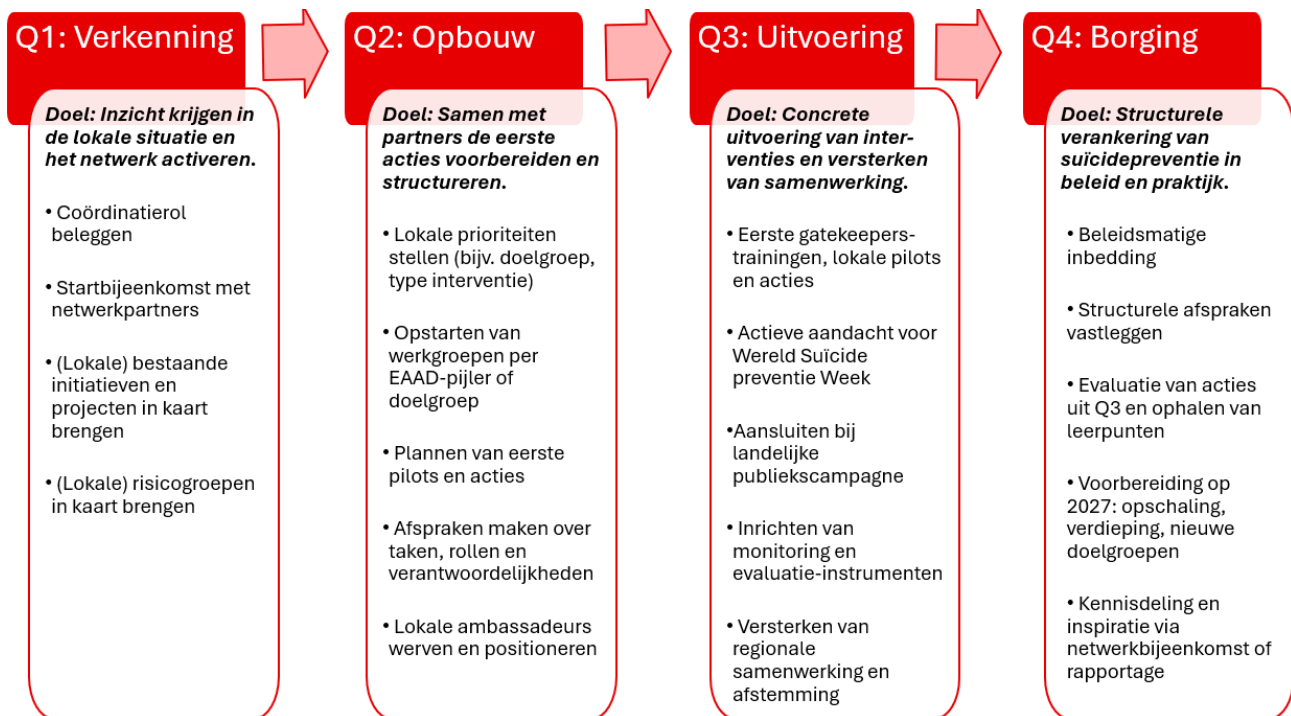 Q1: Verkenning
Doel: Inzicht krijgen in
de lokale situatie en
het netwerk activeren.
• Coördinatierol
beleggen
• Startbijeenkomst met
netwerkpartners
• (Lokale) bestaande
initiatieven en
projecten in kaart
brengen
• (Lokale) risicogroepen
in kaart brengen
Q2: Opbouw
Doel: Samen met
partners de eerste
acties voorbereiden en
structureren.
• Lokale prioriteiten
stellen (bijv. doelgroep,
type interventie)
• Opstarten van
werkgroepen per
EAAD-pijler of
doelgroep
• Plannen van eerste
pilots en acties
• Afspraken maken over
taken, rollen en
verantwoordelijkheden
• Lokale ambassadeurs
werven en positioneren
Q3: Uitvoering
Doel: Concrete
uitvoering van inter-
venties en versterken
van samenwerking.
• Eerste gatekeepers-
trainingen, lokale pilots
en acties
• Actieve aandacht voor
Wereld Suïcide
preventie Week
•Aansluiten bij
landelijke
publiekscampagne
• Inrichten van
monitoring en
evaluatie-instrumenten
• Versterken van
regionale
samenwerking en
afstemming
Q4: Borging
Doel: Structurele
verankering van
suïcidepreventie in
beleid en praktijk.
• Beleidsmatige
inbedding
• Structurele afspraken
vastleggen
• Evaluatie van acties
uit Q3 en ophalen van
leerpunten
• Voorbereiding op
2027: opschaling,
verdieping, nieuwe
doelgroepen
• Kennisdeling en
inspiratie via
netwerkbijeenkomst of
rapportage